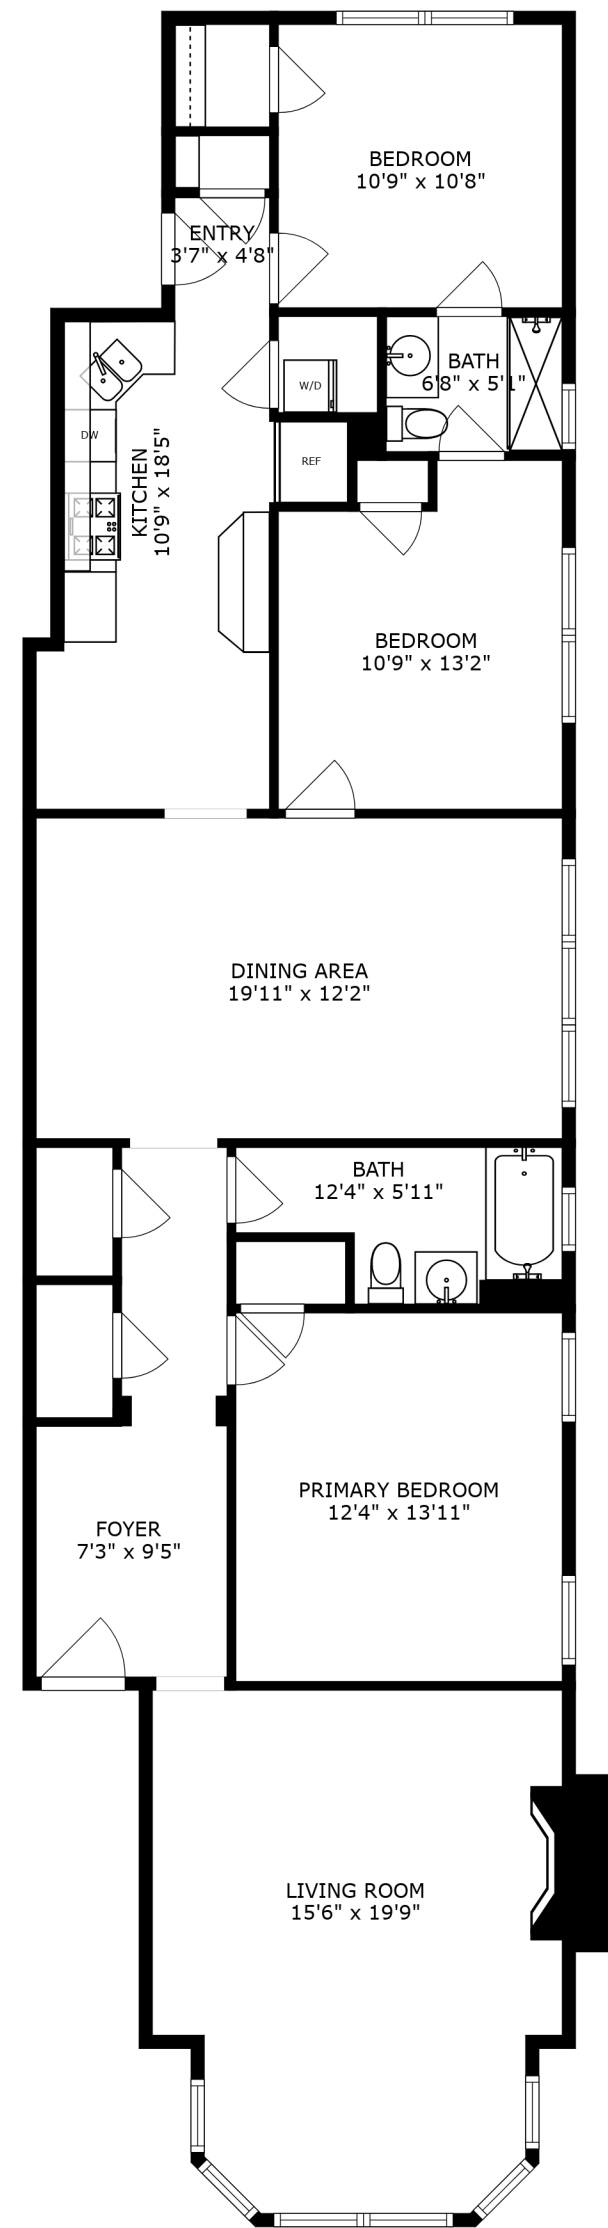 BEDROOM
10'9" x 10'8"
ENTRY
3'7" x 4'8"
BATH
6'8" x 5'1"
W/D
DW
REF
KITCHEN
10'9" x 18'5"
BEDROOM
10'9" x 13'2"
DINING AREA
19'11" x 12'2"
BATH
12'4" x 5'11"
PRIMARY BEDROOM
12'4" x 13'11"
FOYER
7'3" x 9'5"
LIVING ROOM
15'6" x 19'9"